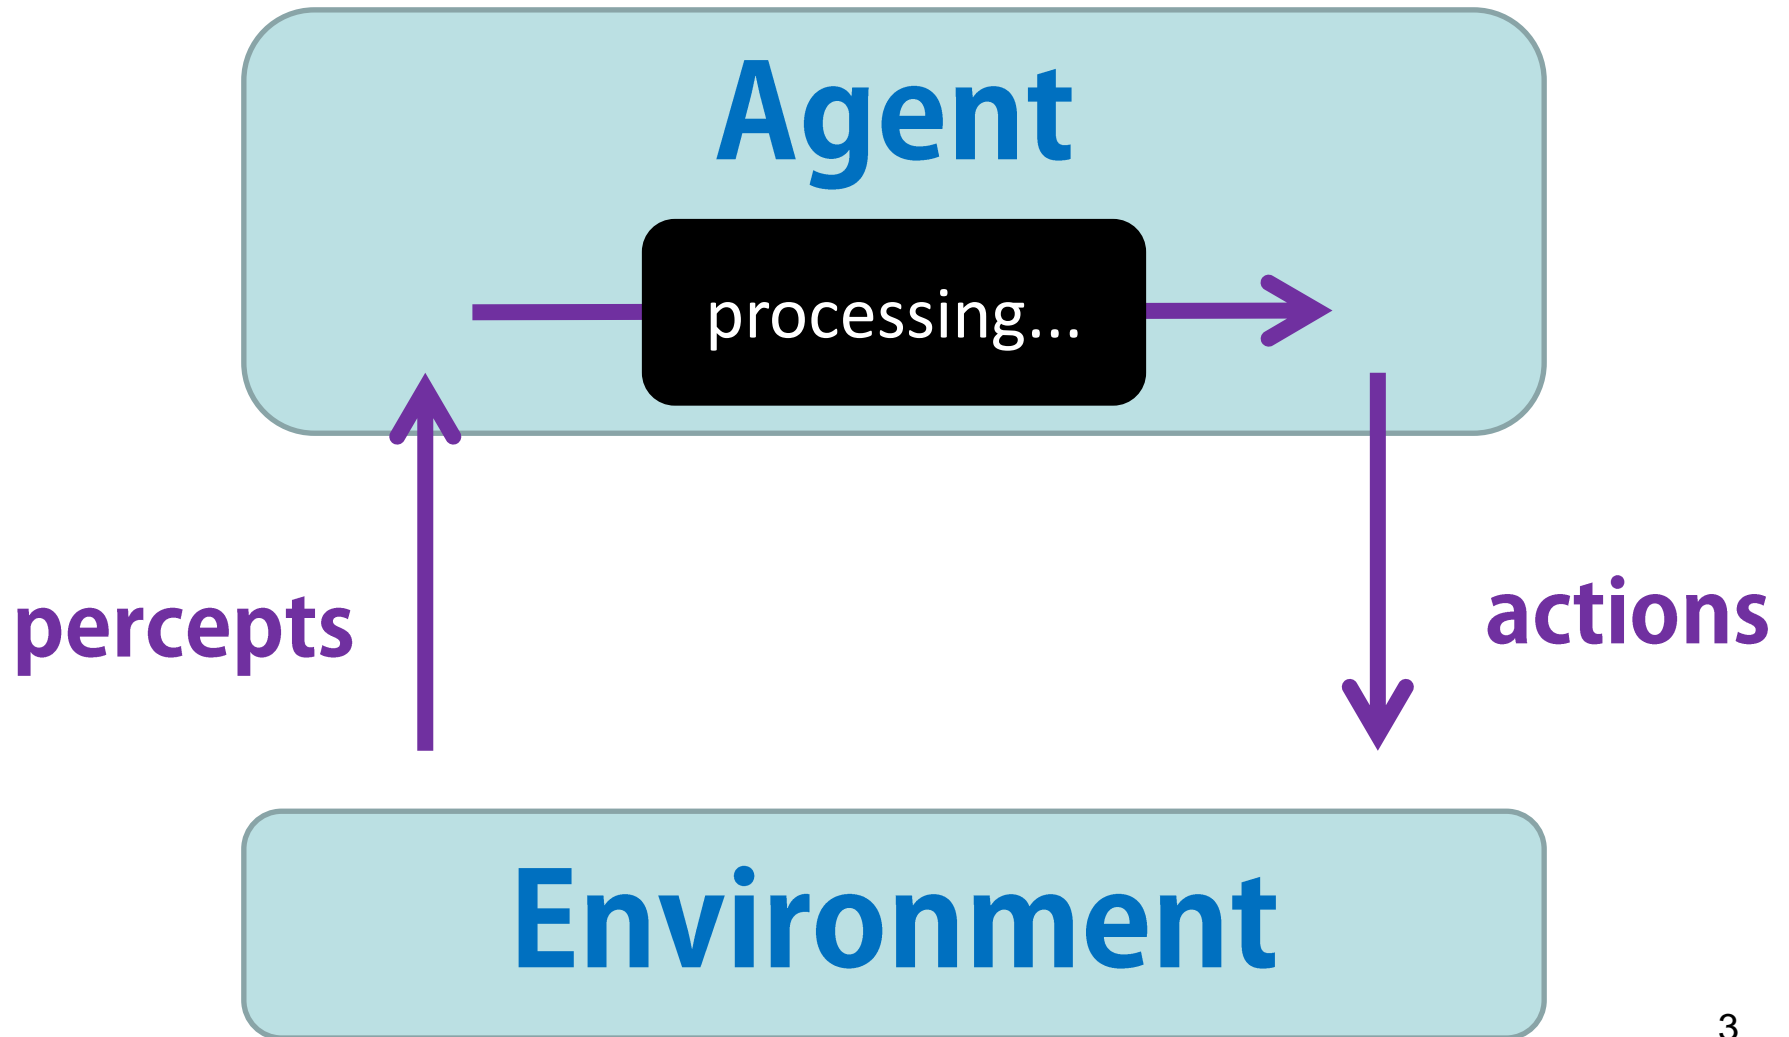 Agent
processing...
percepts
actions
Environment
3